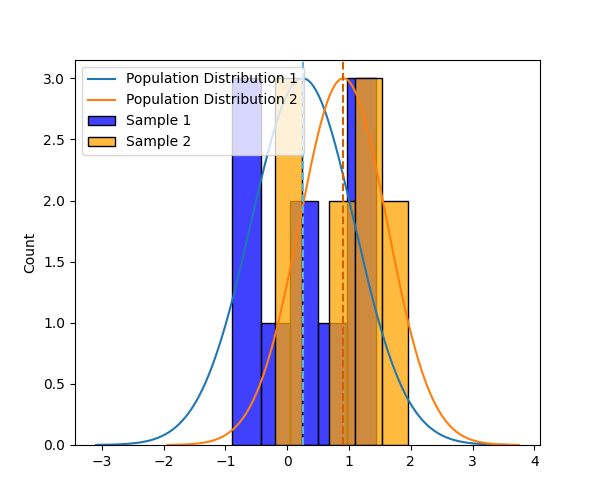 Population Distribution 1
Population Distribution 2
Sample 1
Sample 2
3.0
2.5
2.0
1.5
1.0
0.5
0.0
Count
−3 −2 −1 0 1 2 3 4